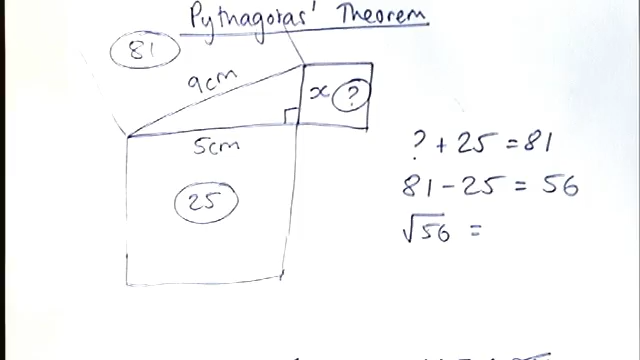 Pythagoras' Theorem
81
9cm
x ?
5cm
25
? + 25 = 81
81 - 25 = 56
√56 =